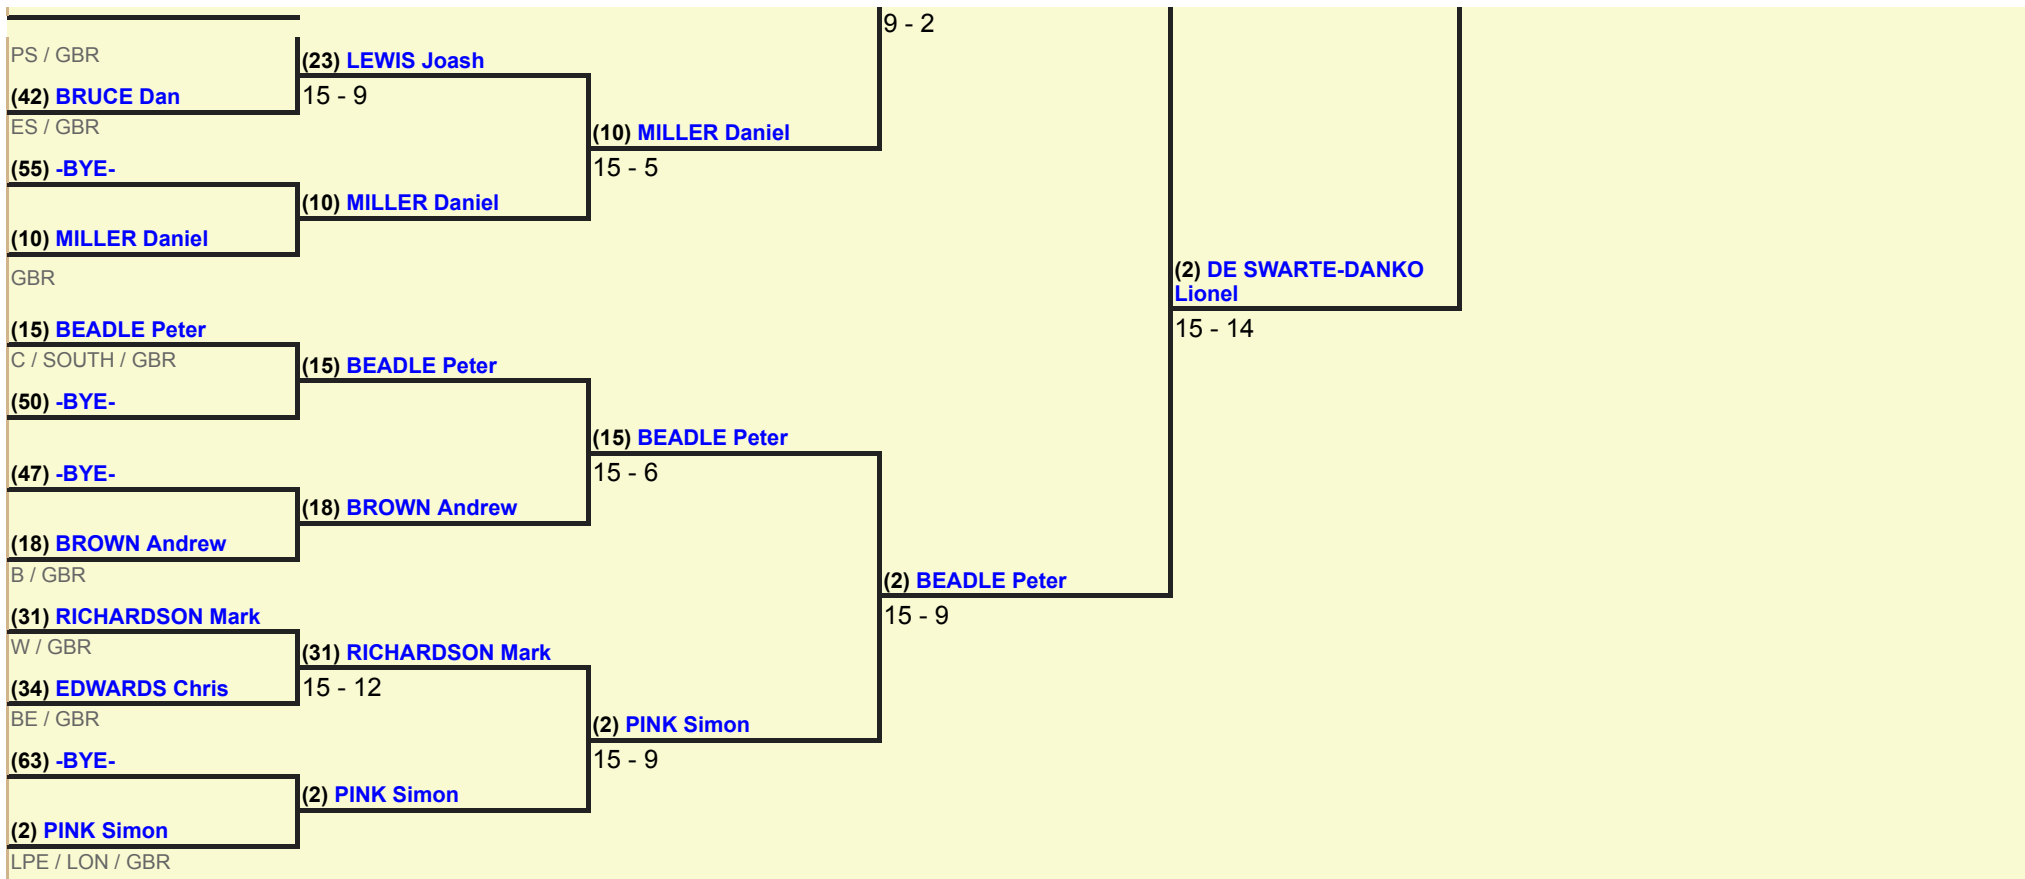 9 - 2
PS / GBR
(23) LEWIS Joash
(42) BRUCE Dan
15 - 9
ES / GBR
(10) MILLER Daniel
(55) -BYE-
15 - 5
(10) MILLER Daniel
(10) MILLER Daniel
GBR
(2) DE SWARTE-DANKO
Lionel
(15) BEADLE Peter
15 - 14
C / SOUTH / GBR
(15) BEADLE Peter
(50) -BYE-
(15) BEADLE Peter
(47) -BYE-
15 - 6
(18) BROWN Andrew
(18) BROWN Andrew
B / GBR
(2) BEADLE Peter
(31) RICHARDSON Mark
15 - 9
W / GBR
(31) RICHARDSON Mark
(34) EDWARDS Chris
15 - 12
BE / GBR
(2) PINK Simon
(63) -BYE-
15 - 9
(2) PINK Simon
(2) PINK Simon
LPE / LON / GBR